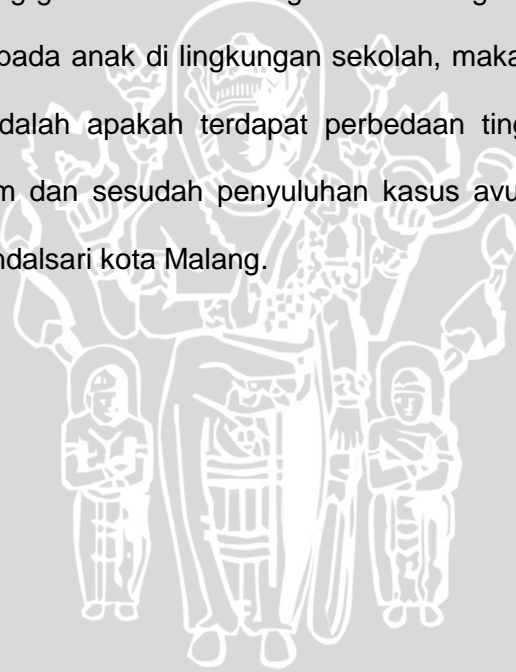 pada anak di lingkungan sekolah, maka
dalah apakah terdapat perbedaan ting
m dan sesudah penyuluhan kasus avu
ndalsari kota Malang.